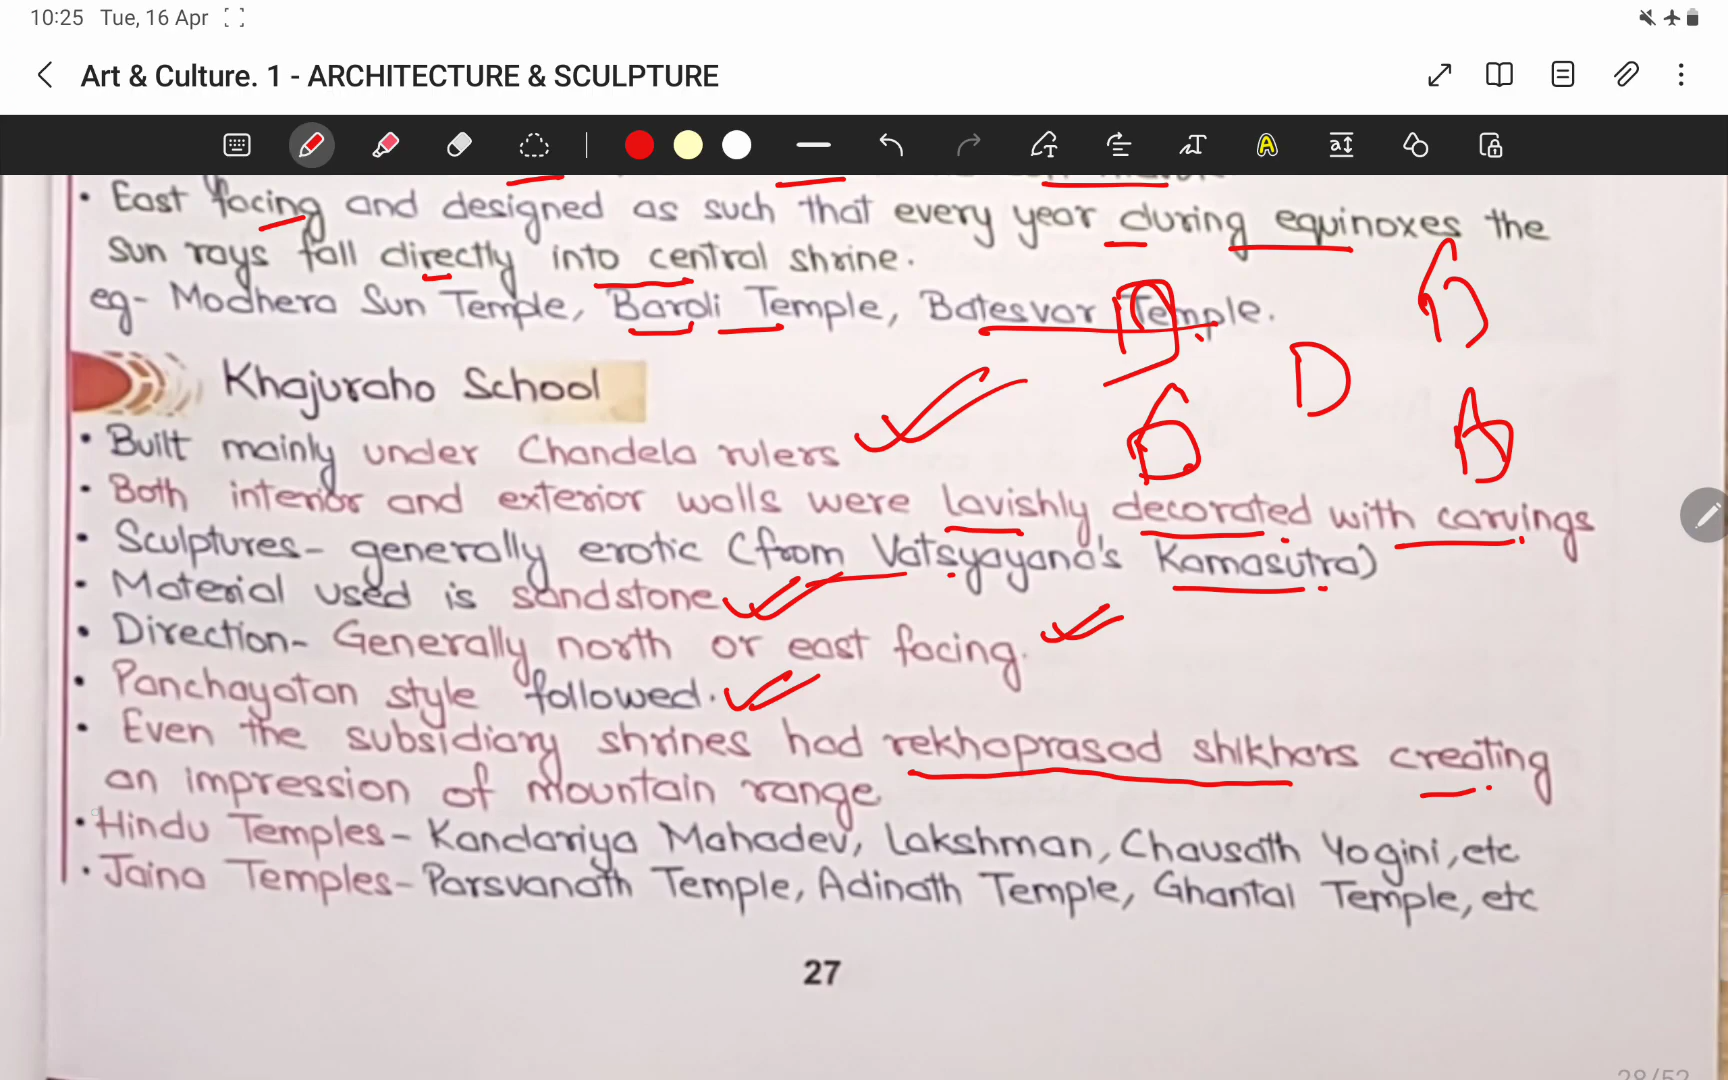 10:25 Tue, 16 Apr
Art & Culture. 1 - ARCHITECTURE & SCULPTURE
• East facing and designed as such that every year during equinoxes the
sun rays fall directly into central shrine.
eg- Modhera Sun Temple, Baroli Temple, Batesvar Temple.
Khajuraho School
• Built mainly under Chandela rulers
• Both interior and exterior walls were lavishly decorated with carvings
• Sculptures- generally erotic (from Vatsyayana's Kamasutra)
• Material used is sandstone
• Direction- Generally north or east facing.
• Panchayatan style followed.
• Even the subsidiary shrines had rekhaprasad shikhars creating
an impression of mountain range
• Hindu Temples- Kandariya Mahadev, Lakshman, Chausath Yogini, etc
• Jaina Temples- Parsvanath Temple, Adinath Temple, Ghantal Temple, etc
27